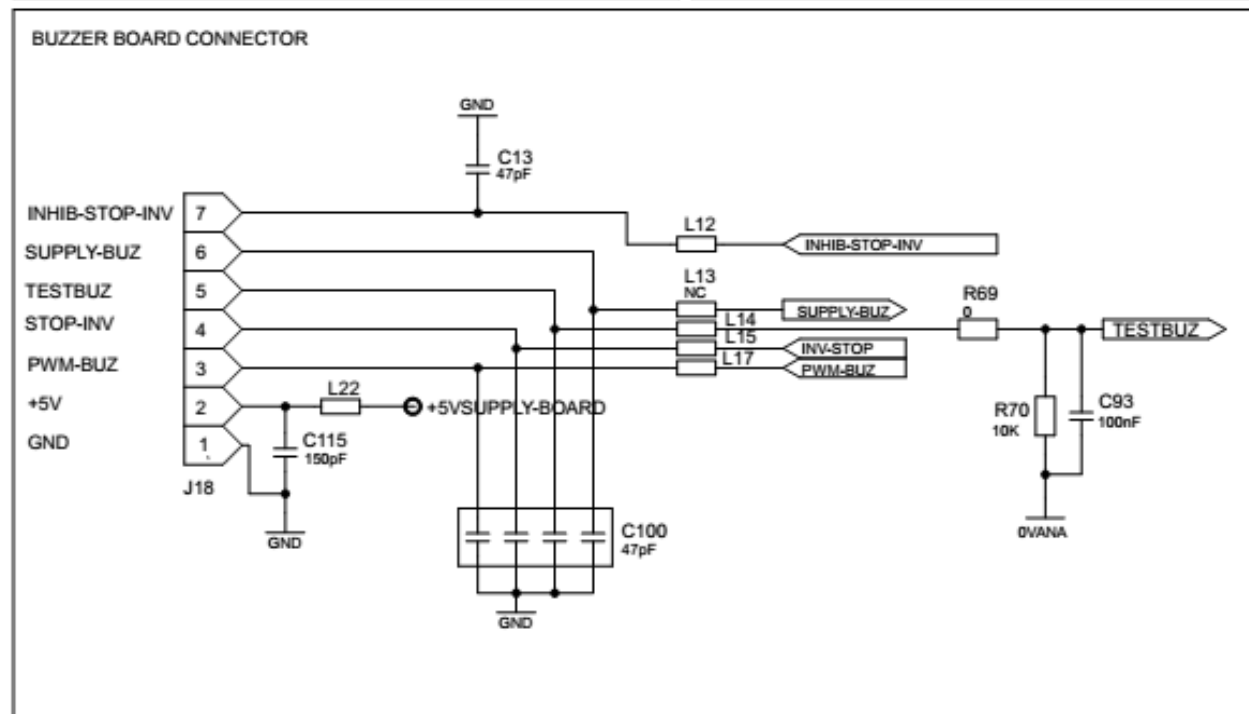 BUZZER BOARD CONNECTOR
GND
C13
47pF
INHIB-STOP-INV 7
L12
INHIB-STOP-INV
SUPPLY-BUZ 6
TESTBUZ 5
L13
NC
SUPPLY-BUZ
R69
0
STOP-INV 4
L14
TESTBUZ
L15
INV-STOP
PWM-BUZ 3
L17
PWM-BUZ
L22
+5V 2
+5VSUPPLY-BOARD
R70
10K
C93
100nF
GND 1
C115
150pF
J18
GND
C100
47pF
0VANA
GND